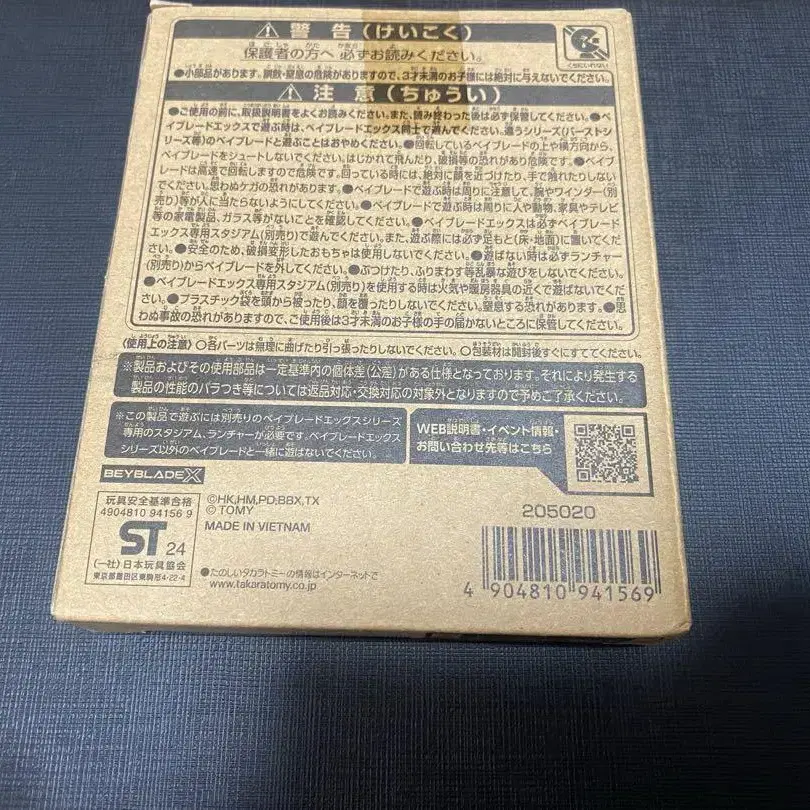 警告(けいこく)
保護者の方へ 必ずお読みください。
●小部品があります。誤飲・窒息の危険がありますので、3才未満のお子様には絶対に与えないでください。
くちにいれない
注意(ちゅうい)
●ご使用の前に、取扱説明書をよくお読みください。また、読み終わった後は必ず保管してください。●ベ
イブレードエックスで遊ぶ時は、ベイブレードエックス同士で遊んでください。違うシリーズ(バーストシ
リーズ等)のベイブレードと遊ぶことはおやめください。●回転しているベイブレードの上や横方向から、
ベイブレードをシュートしないでください。はじかれて飛んだり、破損等の恐れがあり危険です。●ベイブ
レードは高速で回転しますので危険です。回っている時には、絶対に顔を近づけたり、手で触れたりしない
でください。思わぬケガの恐れがあります。●ベイブレードで遊ぶ時は周りに注意して、腕やワインダー(別
売り)等が人に当たらないようにしてください。●ベイブレードで遊ぶ時は周りに人や動物、家具やテレビ
等の家電製品、ガラス等がないことを確認してください。●ベイブレードエックスは必ずベイブレード
エックス専用スタジアム(別売り)で遊んでください。また、遊ぶ際には必ず足もと(床・地面)に置いてくだ
さい。●安全のため、破損変形したおもちゃは使用しないでください。●遊ばない時は必ずランチャー
(別売り)からベイブレードを外してください。●ぶつけたり、ふりまわす等乱暴な遊びをしないでください。
●ベイブレードエックス専用スタジアム(別売り)を使用する時は火気や暖房器具の近くで遊ばないでくだ
さい。●プラスチック袋を頭から被ったり、顔を覆ったりしないでください。窒息する恐れがあります。●思
わぬ事故の恐れがありますので、ご使用後は3才未満のお子様の手の届かないところに保管してください。
〈使用上の注意〉○各パーツは無理に曲げたり引っ張ったりしないでください。○包装材は開封後すぐにすててください。
※製品およびその使用部品は一定基準内の個体差(公差)がある仕様となっております。それにより発生する
製品の性能のバラつき等については返品対応・交換対応の対象外となりますので予めご了承ください。
※この製品で遊ぶには別売りのベイブレードエックスシリーズ
専用のスタジアム、ランチャーが必要です。ベイブレードエックス
シリーズ以外のベイブレードと一緒に遊ばないでください。
WEB説明書・イベント情報・
お問い合わせ先等はこちら
BEYBLADE X
玩具安全基準合格
4904810 94156 9
ST 24
(一社)日本玩具協会
東京都墨田区東駒形4-22-4
©HK,HM,PD:BBX,TX
© TOMY
MADE IN VIETNAM
●たのしいタカラトミーの情報はインターネットで
www.takaratomy.co.jp
205020
4 904810 941569